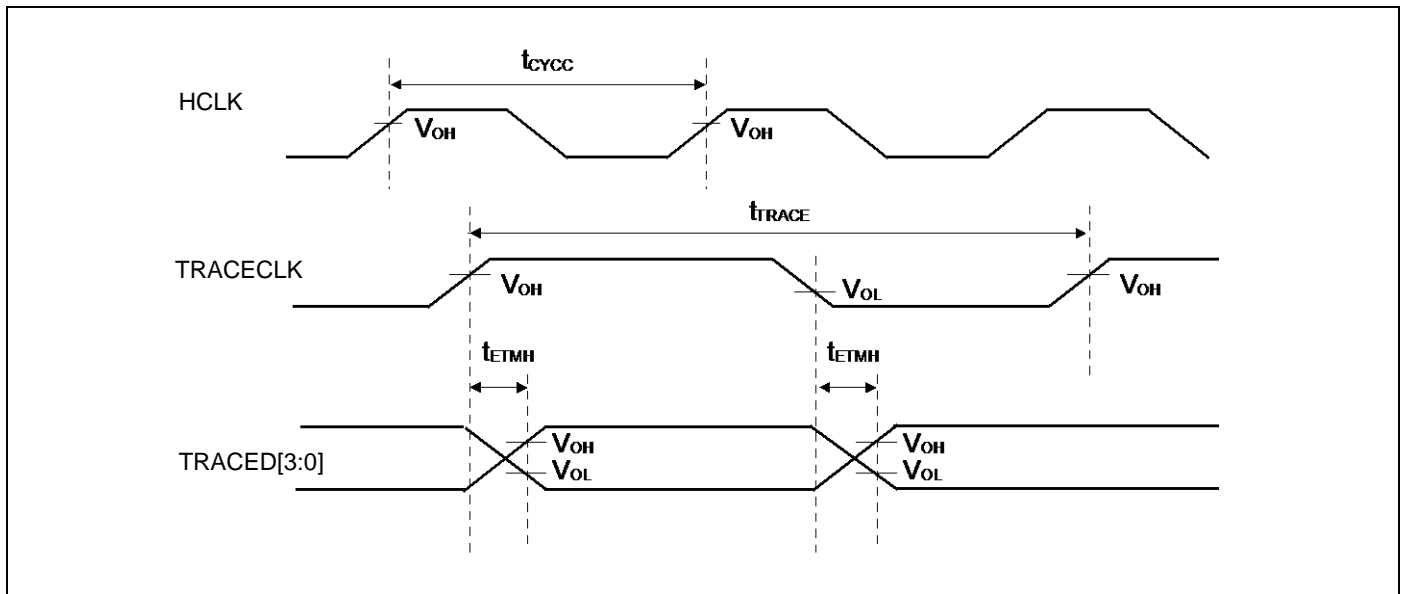 tCYCC
HCLK
VOH VOH
tTRACE
TRACECLK
VOH VOL VOH
tETMH tETMH
TRACED[3:0]
VOH VOH
VOL VOL